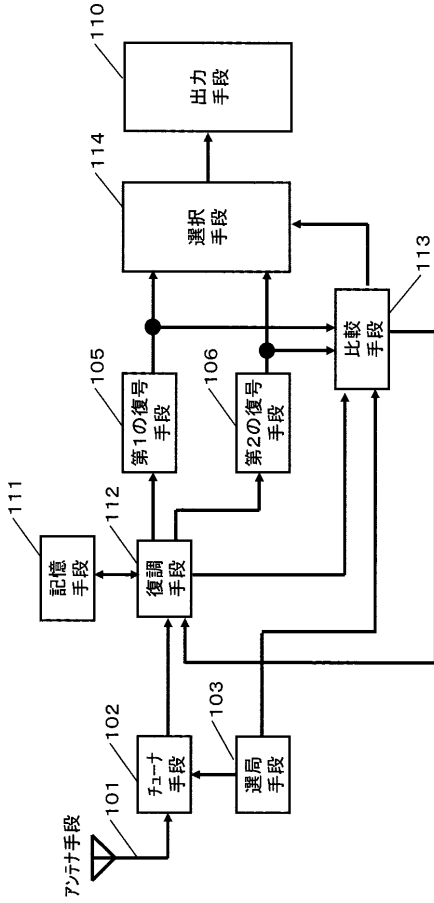 アンテナ手段
101
102
チューナ
手段
103
選局
手段
111
記憶
手段
112
復調
手段
105
第1の復号
手段
106
第2の復号
手段
113
比較
手段
114
選択
手段
110
出力
手段